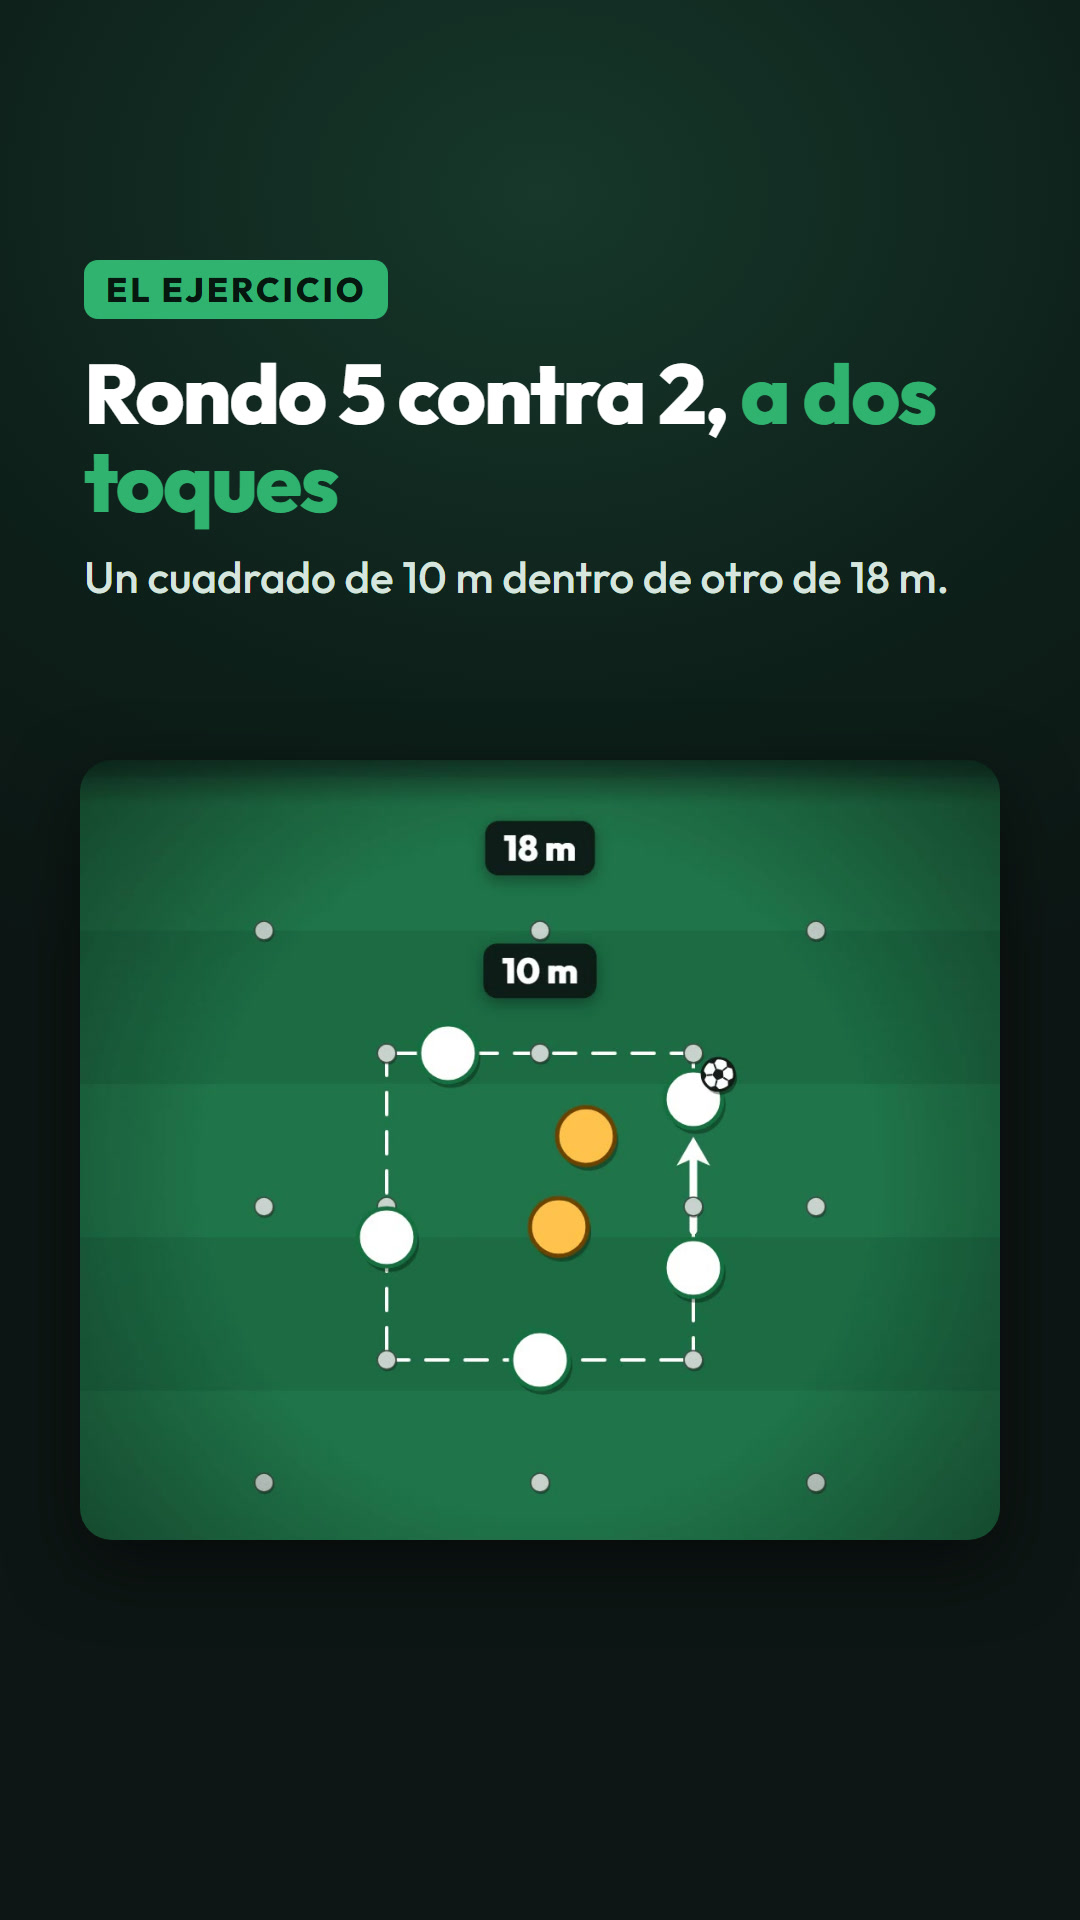 EL EJERCICIO
Rondo 5 contra 2, a dos
toques
Un cuadrado de 10 m dentro de otro de 18 m.
18 m
10 m